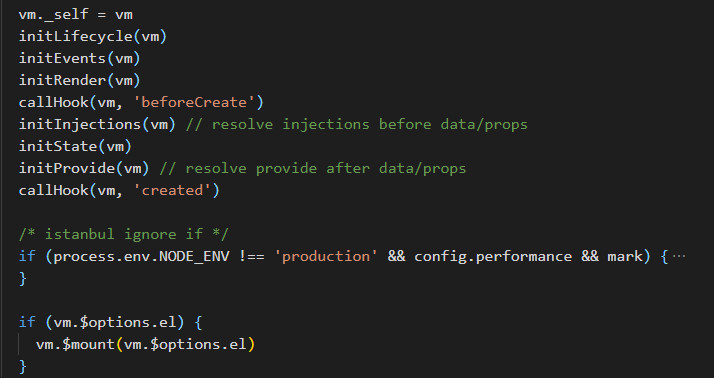 vm._self = vm
initLifecycle(vm)
initEvents(vm)
initRender(vm)
callHook(vm, 'beforeCreate')
initInjections(vm) // resolve injections before data/props
initState(vm)
initProvide(vm) // resolve provide after data/props
callHook(vm, 'created')
/* istanbul ignore if */
if (process.env.NODE_ENV !== 'production' && config.performance && mark) {…
}
if (vm.$options.el) {
vm.$mount(vm.$options.el)
}